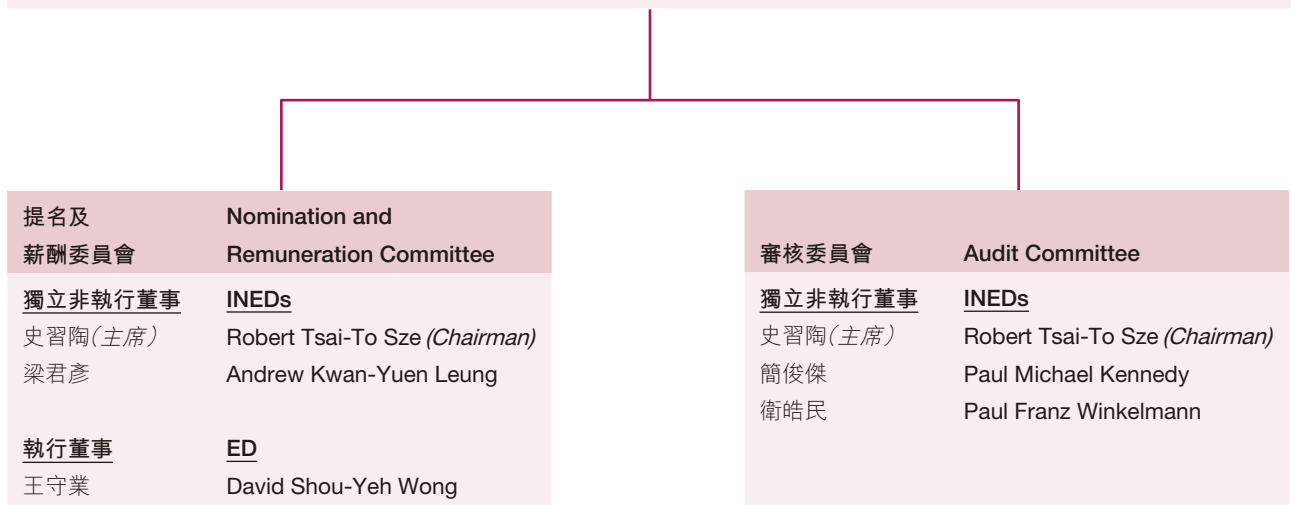 提名及 Nomination and
薪酬委員會 Remuneration Committee
獨立非執行董事 INEDs
史習陶(主席) Robert Tsai-To Sze (Chairman)
梁君彥 Andrew Kwan-Yuen Leung
執行董事 ED
王守業 David Shou-Yeh Wong
審核委員會 Audit Committee
獨立非執行董事 INEDs
史習陶(主席) Robert Tsai-To Sze (Chairman)
簡俊傑 Paul Michael Kennedy
衛皓民 Paul Franz Winkelmann